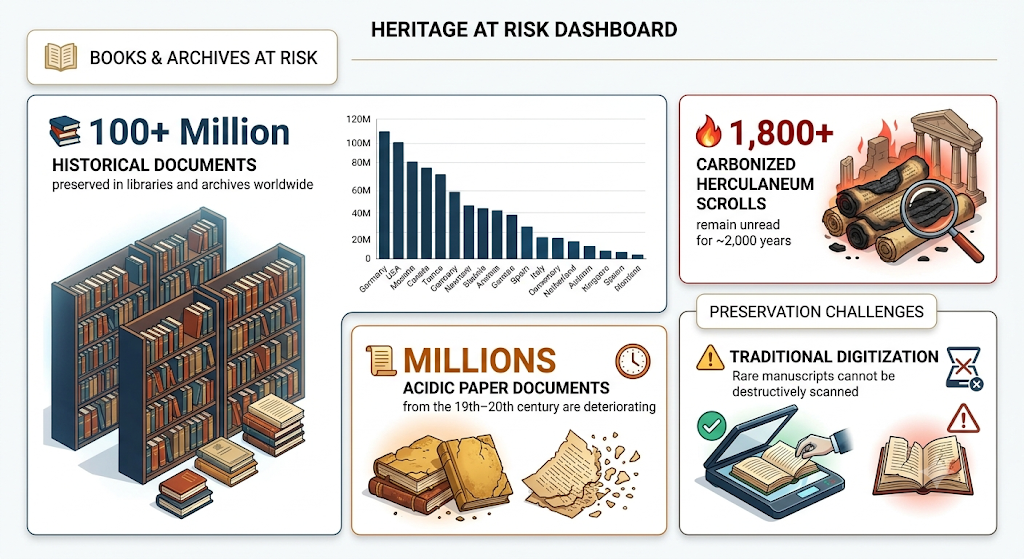 HERITAGE AT RISK DASHBOARD
BOOKS & ARCHIVES AT RISK
100+ Million
HISTORICAL DOCUMENTS
preserved in libraries and archives worldwide
120M
100M
80M
60M
40M
20M
0
Germany
USA
Canada
Spain
Italy
1,800+
CARBONIZED
HERCULANEUM
SCROLLS
remain unread
for ~2,000 years
MILLIONS
ACIDIC PAPER DOCUMENTS
from the 19th–20th century are deteriorating
PRESERVATION CHALLENGES
TRADITIONAL DIGITIZATION
Rare manuscripts cannot be
destructively scanned